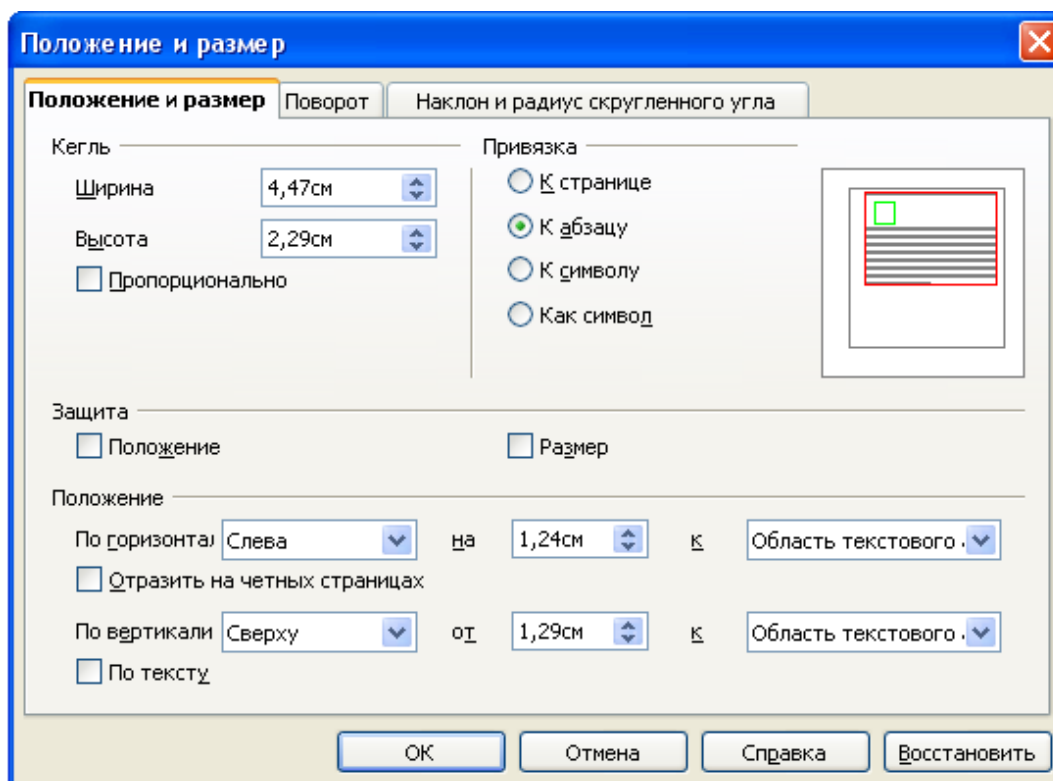 Положение и размер
Положение и размер Поворот Наклон и радиус скругленного угла
Кегль Привязка
Ширина 4,47см К странице
Высота 2,29см К абзацу
Пропорционально К символу
Как символ
Защита
Положение Размер
Положение
По горизонтал Слева на 1,24см к Область текстового
Отразить на четных страницах
По вертикали Сверху от 1,29см к Область текстового
По тексту
ОК Отмена Справка Восстановить